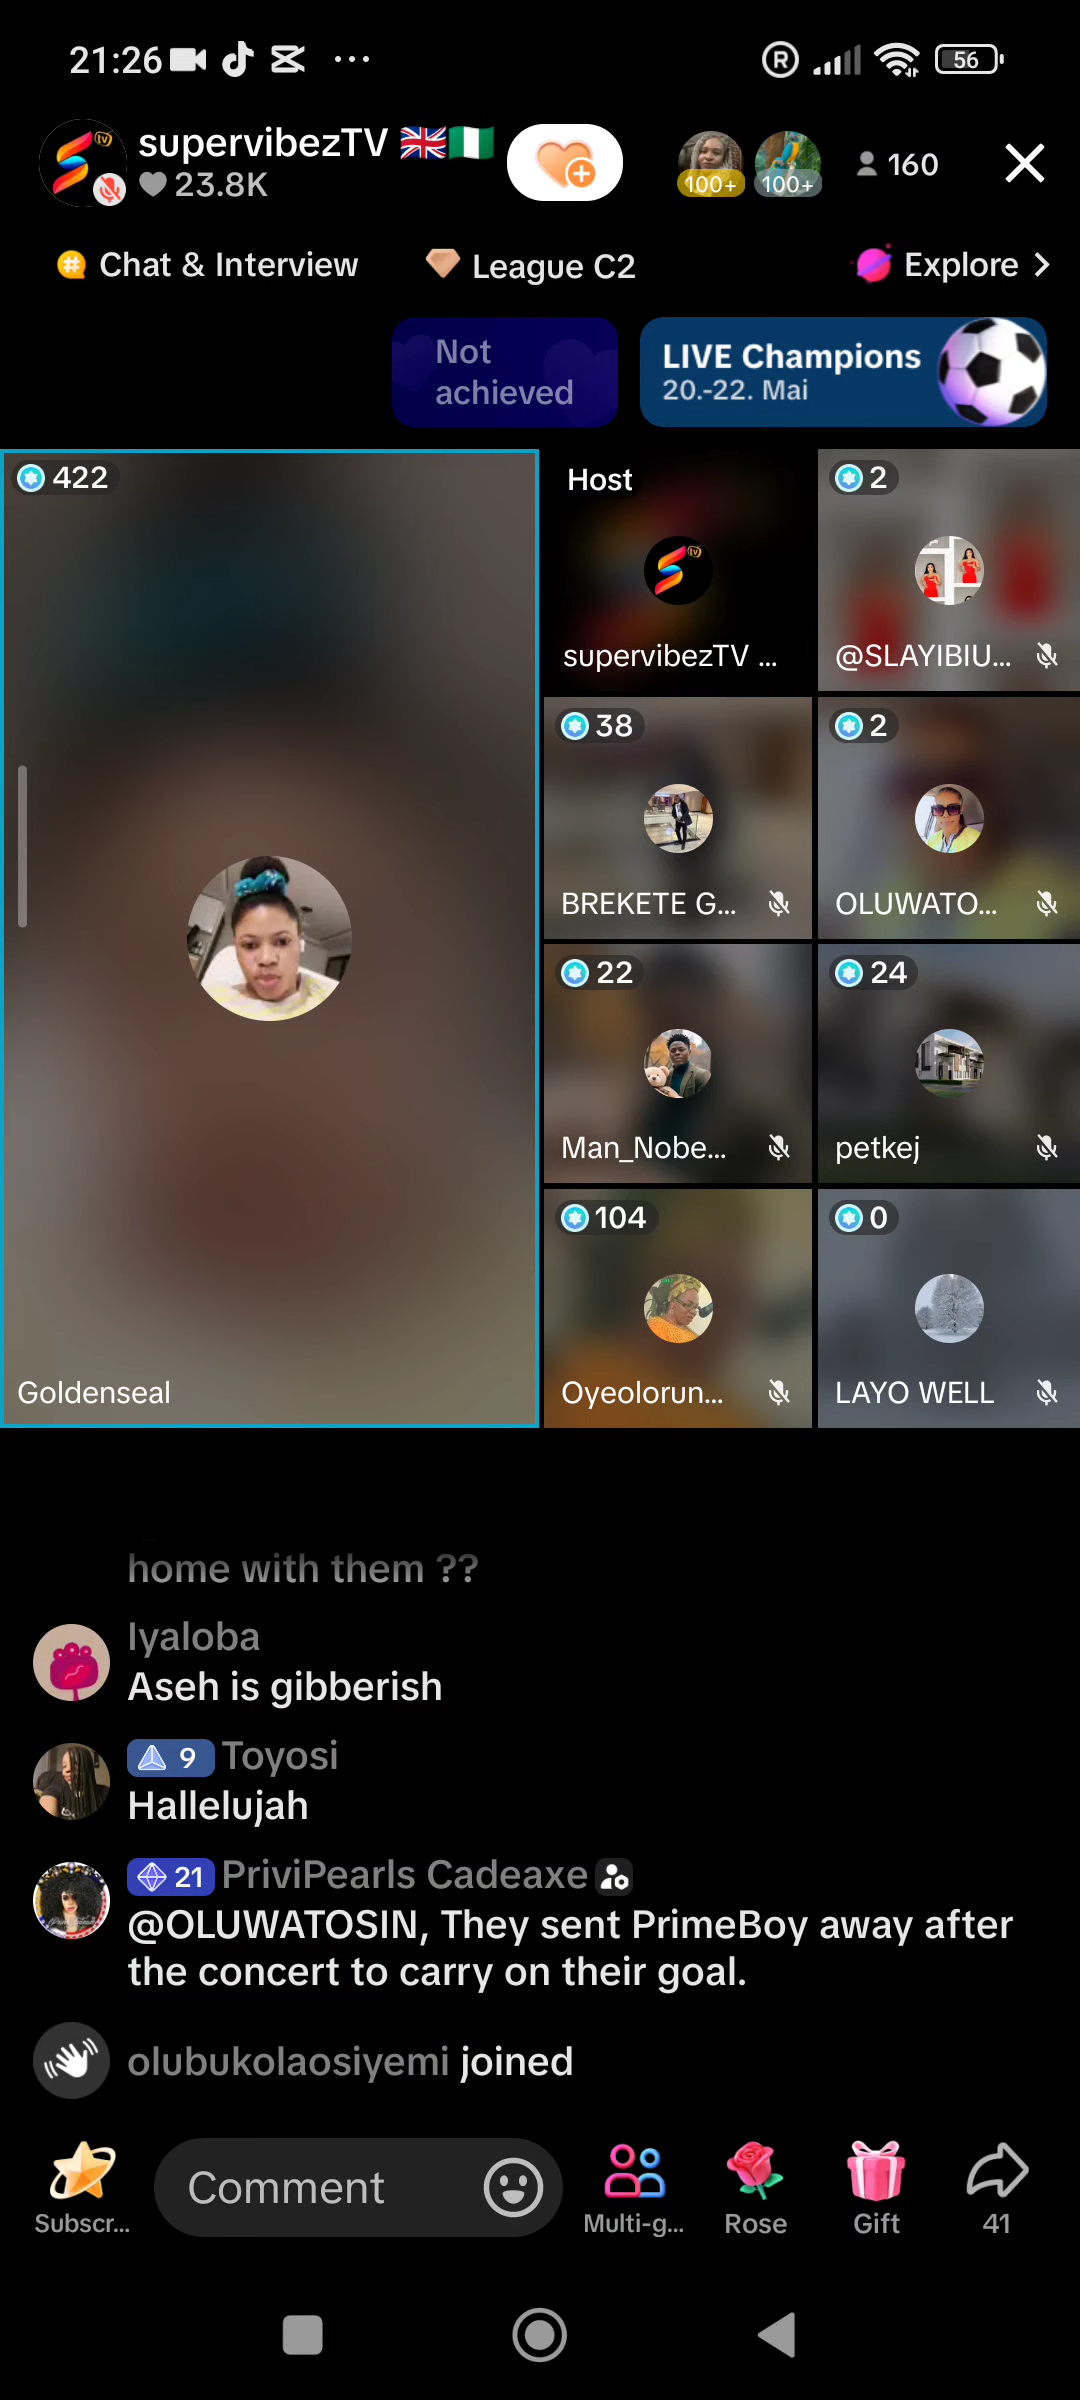 21:26
R
56
supervibezTV 🇬🇧🇳🇬
23.8K
100+
100+
160
Chat & Interview
League C2
Explore
Not
achieved
LIVE Champions
20.-22. Mai
422
Goldenseal
Host
supervibezTV ...
2
@SLAYIBIU...
38
BREKETE G...
2
OLUWATO...
22
Man_Nobe...
24
petkej
104
Oyeolorun...
0
LAYO WELL
home with them ??
Iyaloba
Aseh is gibberish
9 Toyosi
Hallelujah
21 PriviPearls Cadeaxe
@OLUWATOSIN, They sent PrimeBoy away after
the concert to carry on their goal.
olubukolaosiyemi joined
Comment
Subscr...
Multi-g...
Rose
Gift
41